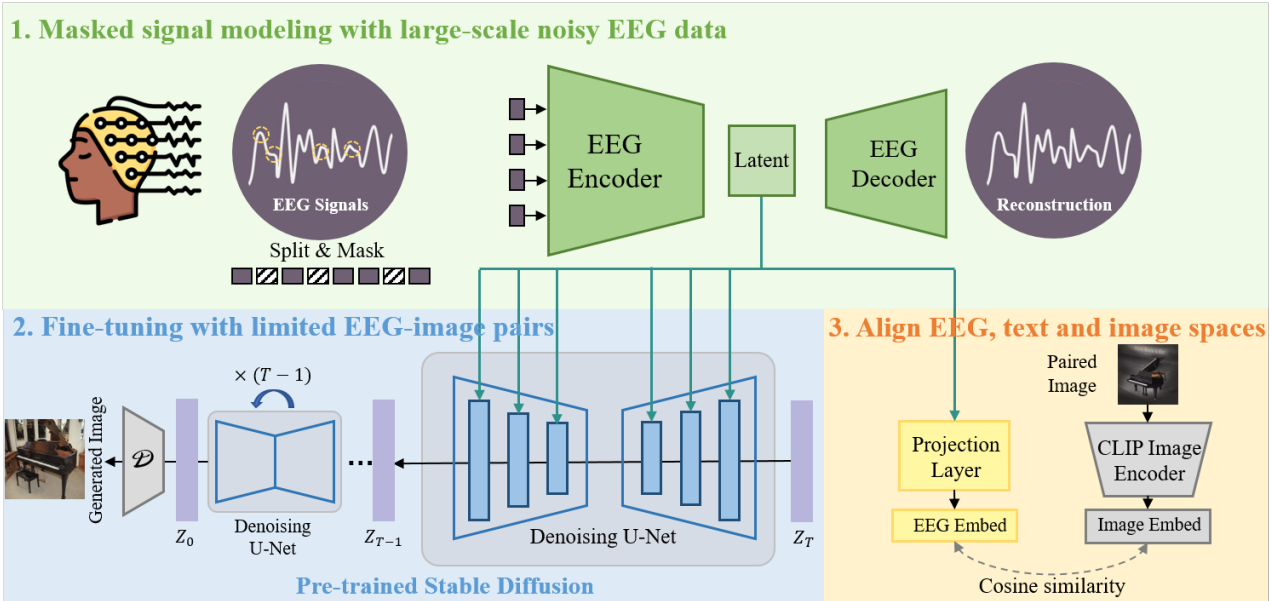 1. Masked signal modeling with large-scale noisy EEG data
EEG Signals
Split & Mask
EEG
Encoder
Latent
EEG
Decoder
Reconstruction
2. Fine-tuning with limited EEG-image pairs
× (T − 1)
Generated Image
𝒟
Z₀
Denoising
U-Net
Z_{T−1}
Denoising U-Net
Z_T
Pre-trained Stable Diffusion
3. Align EEG, text and image spaces
Paired
Image
Projection
Layer
CLIP Image
Encoder
EEG Embed
Image Embed
Cosine similarity